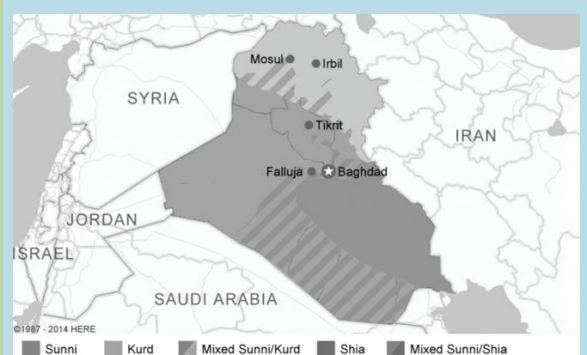 Mosul
Irbil
SYRIA
Tikrit
IRAN
Falluja
Baghdad
JORDAN
ISRAEL
SAUDI ARABIA
©1987 - 2014 HERE
Sunni Kurd Mixed Sunni/Kurd Shia Mixed Sunni/Shia